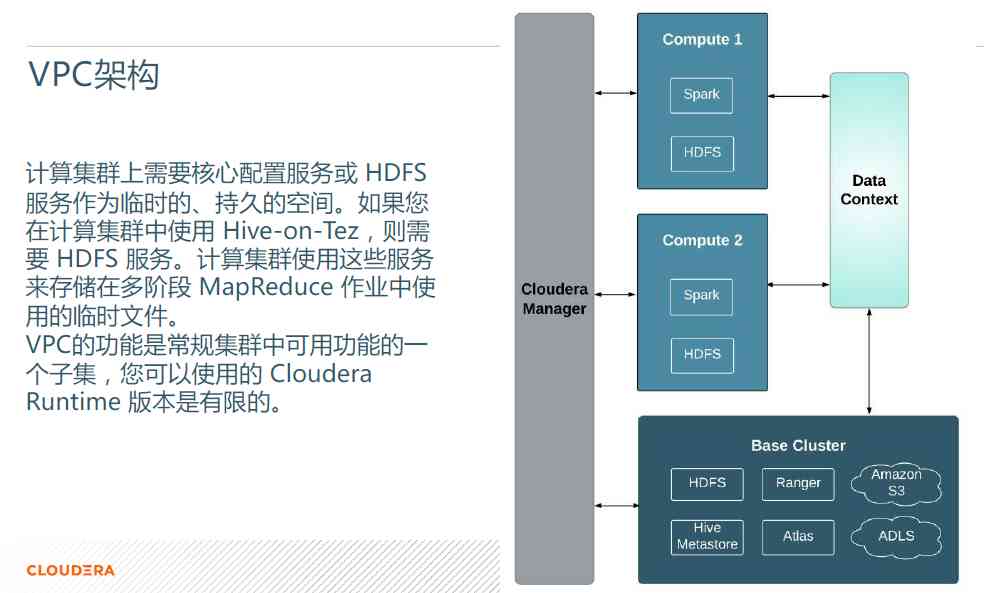 VPC架构
计算集群上需要核心配置服务或 HDFS
服务作为临时的、持久的空间。如果您
在计算集群中使用 Hive-on-Tez，则需
要 HDFS 服务。计算集群使用这些服务
来存储在多阶段 MapReduce 作业中使
用的临时文件。
VPC的功能是常规集群中可用功能的一
个子集，您可以使用的 Cloudera
Runtime 版本是有限的。
CLOUDERA
Cloudera
Manager
Compute 1
Spark
HDFS
Compute 2
Spark
HDFS
Data
Context
Base Cluster
HDFS
Ranger
Amazon
S3
Hive
Metastore
Atlas
ADLS